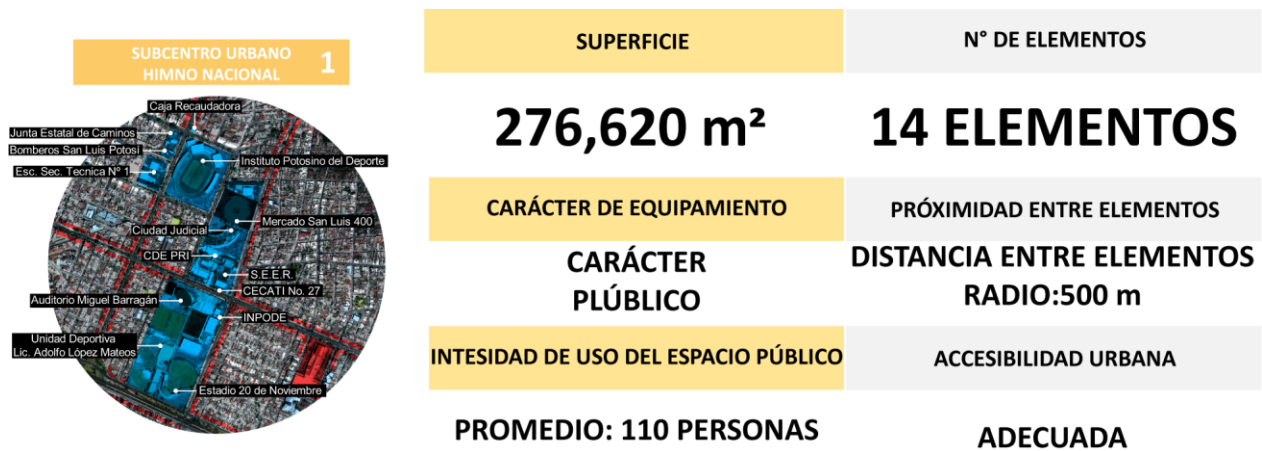 SUBCENTRO URBANO
HIMNO NACIONAL
1
Caja Recaudadora
Junta Estatal de Caminos
Bomberos San Luis Potosí
Esc. Sec. Tecnica Nº 1
Instituto Potosino del Deporte
Mercado San Luis 400
Ciudad Judicial
CDE PRI
S.E.E.R.
CECATI No. 27
Auditorio Miguel Barragán
INPODE
Unidad Deportiva
Lic. Adolfo López Mateos
Estadio 20 de Noviembre
SUPERFICIE
276,620 m²
N° DE ELEMENTOS
14 ELEMENTOS
CARÁCTER DE EQUIPAMIENTO
CARÁCTER
PLÚBLICO
PRÓXIMIDAD ENTRE ELEMENTOS
DISTANCIA ENTRE ELEMENTOS
RADIO:500 m
INTESIDAD DE USO DEL ESPACIO PÚBLICO
PROMEDIO: 110 PERSONAS
ACCESIBILIDAD URBANA
ADECUADA